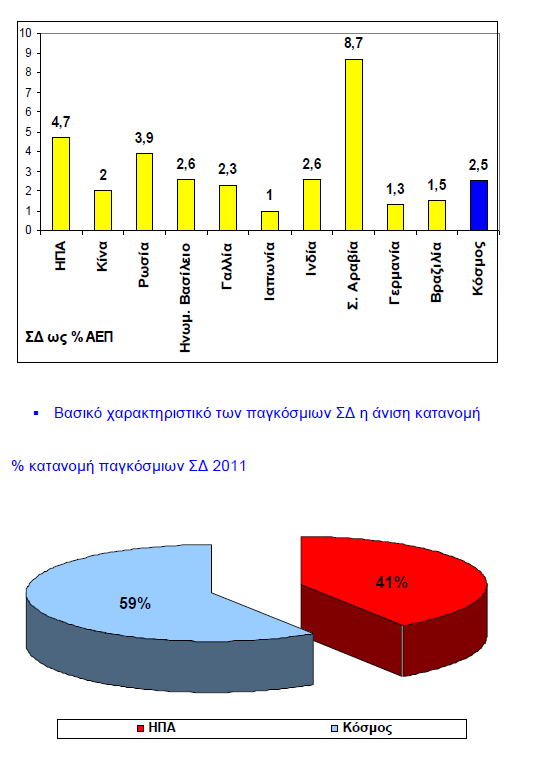 10
9
8
7
6
5
4
3
2
1
0
4,7
2
3,9
2,6
2,3
1
2,6
8,7
1,3
1,5
2,5
ΗΠΑ
Κίνα
Ρωσία
Ηνωμ. Βασίλειο
Γαλλία
Ιαπωνία
Ινδία
Σ. Αραβία
Γερμανία
Βραζιλία
Κόσμος
ΣΔ ως % ΑΕΠ
▪ Βασικό χαρακτηριστικό των παγκόσμιων ΣΔ η άνιση κατανομή
% κατανομή παγκόσμιων ΣΔ 2011
59%
41%
ΗΠΑ
Κόσμος